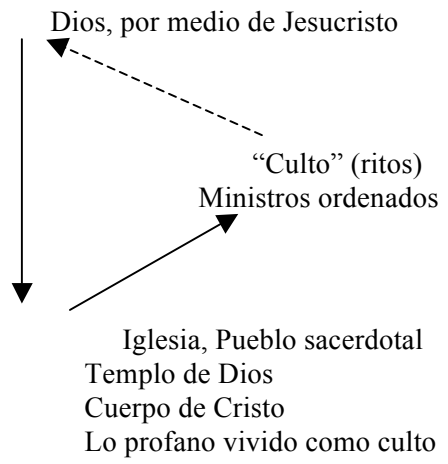 Dios, por medio de Jesucristo
“Culto” (ritos)
Ministros ordenados
Iglesia, Pueblo sacerdotal
Templo de Dios
Cuerpo de Cristo
Lo profano vivido como culto